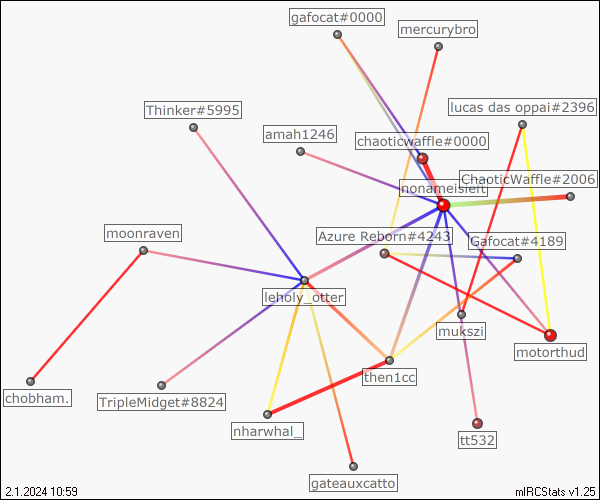 gafocat#0000
mercurybro
Thinker#5995
lucas das oppai#2396
amah1246
chaoticwaffle#0000
ChaoticWaffle#2006
nonameisleft
moonraven
Azure Reborn#4243
Gafocat#4189
leholy_otter
mukszi
motorthud
then1cc
chobham.
TripleMidget#8824
nharwhal_
tt532
gateauxcatto
2.1.2024 10:59
mIRCStats v1.25